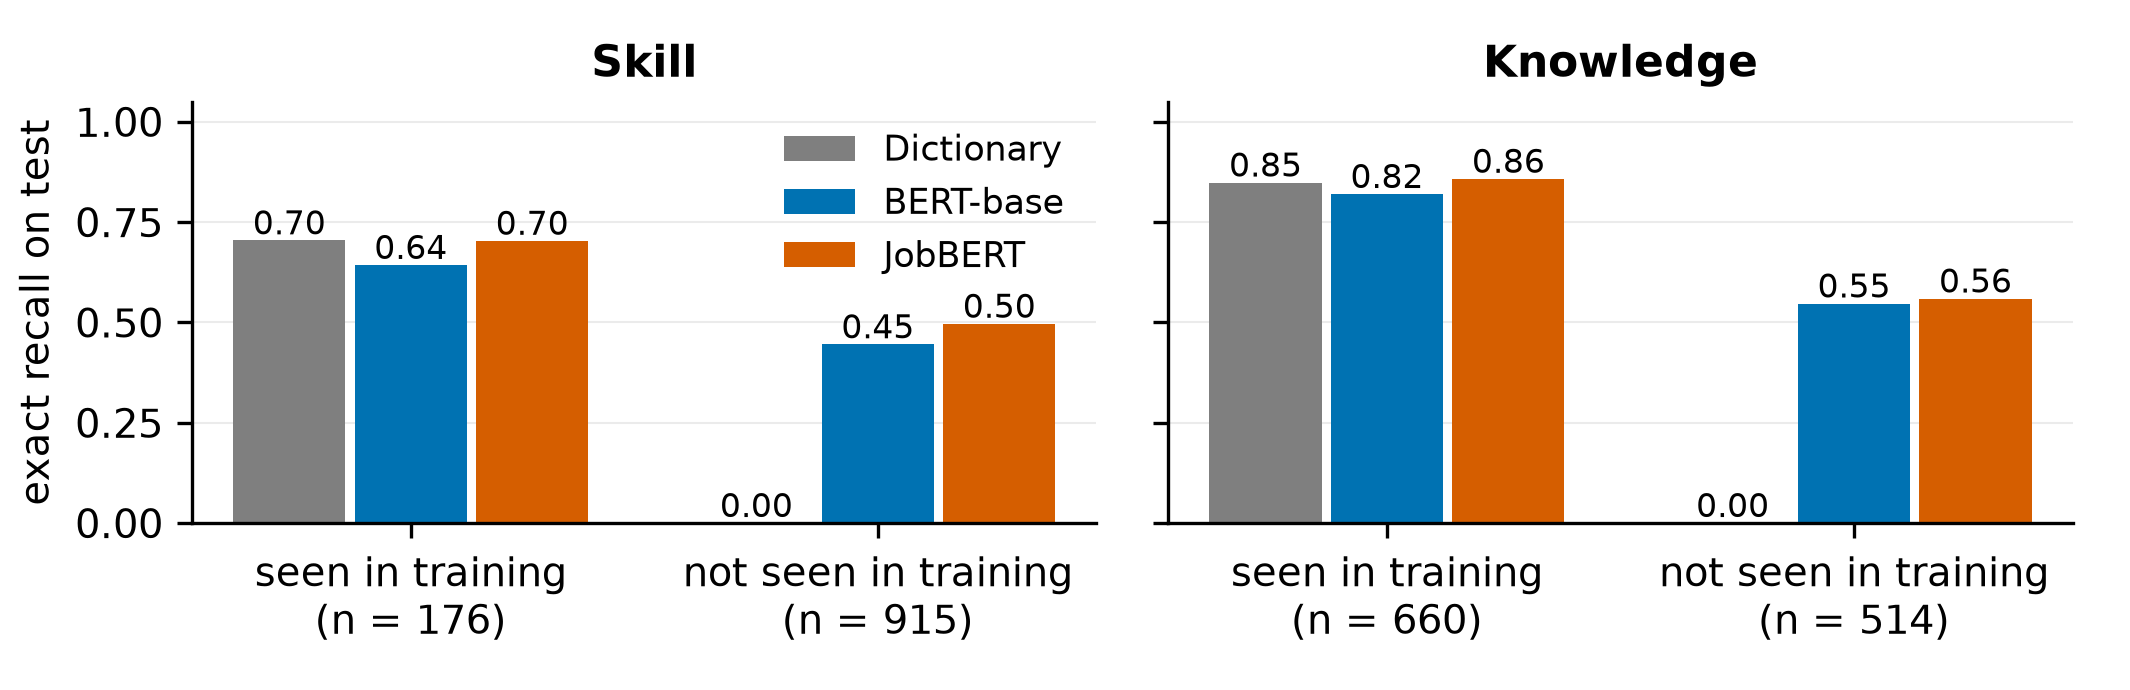 Skill
Knowledge
exact recall on test
1.00
0.75
0.50
0.25
0.00
Dictionary
BERT-base
JobBERT
0.70
0.64
0.70
0.00
0.45
0.50
0.85
0.82
0.86
0.00
0.55
0.56
seen in training
(n = 176)
not seen in training
(n = 915)
seen in training
(n = 660)
not seen in training
(n = 514)